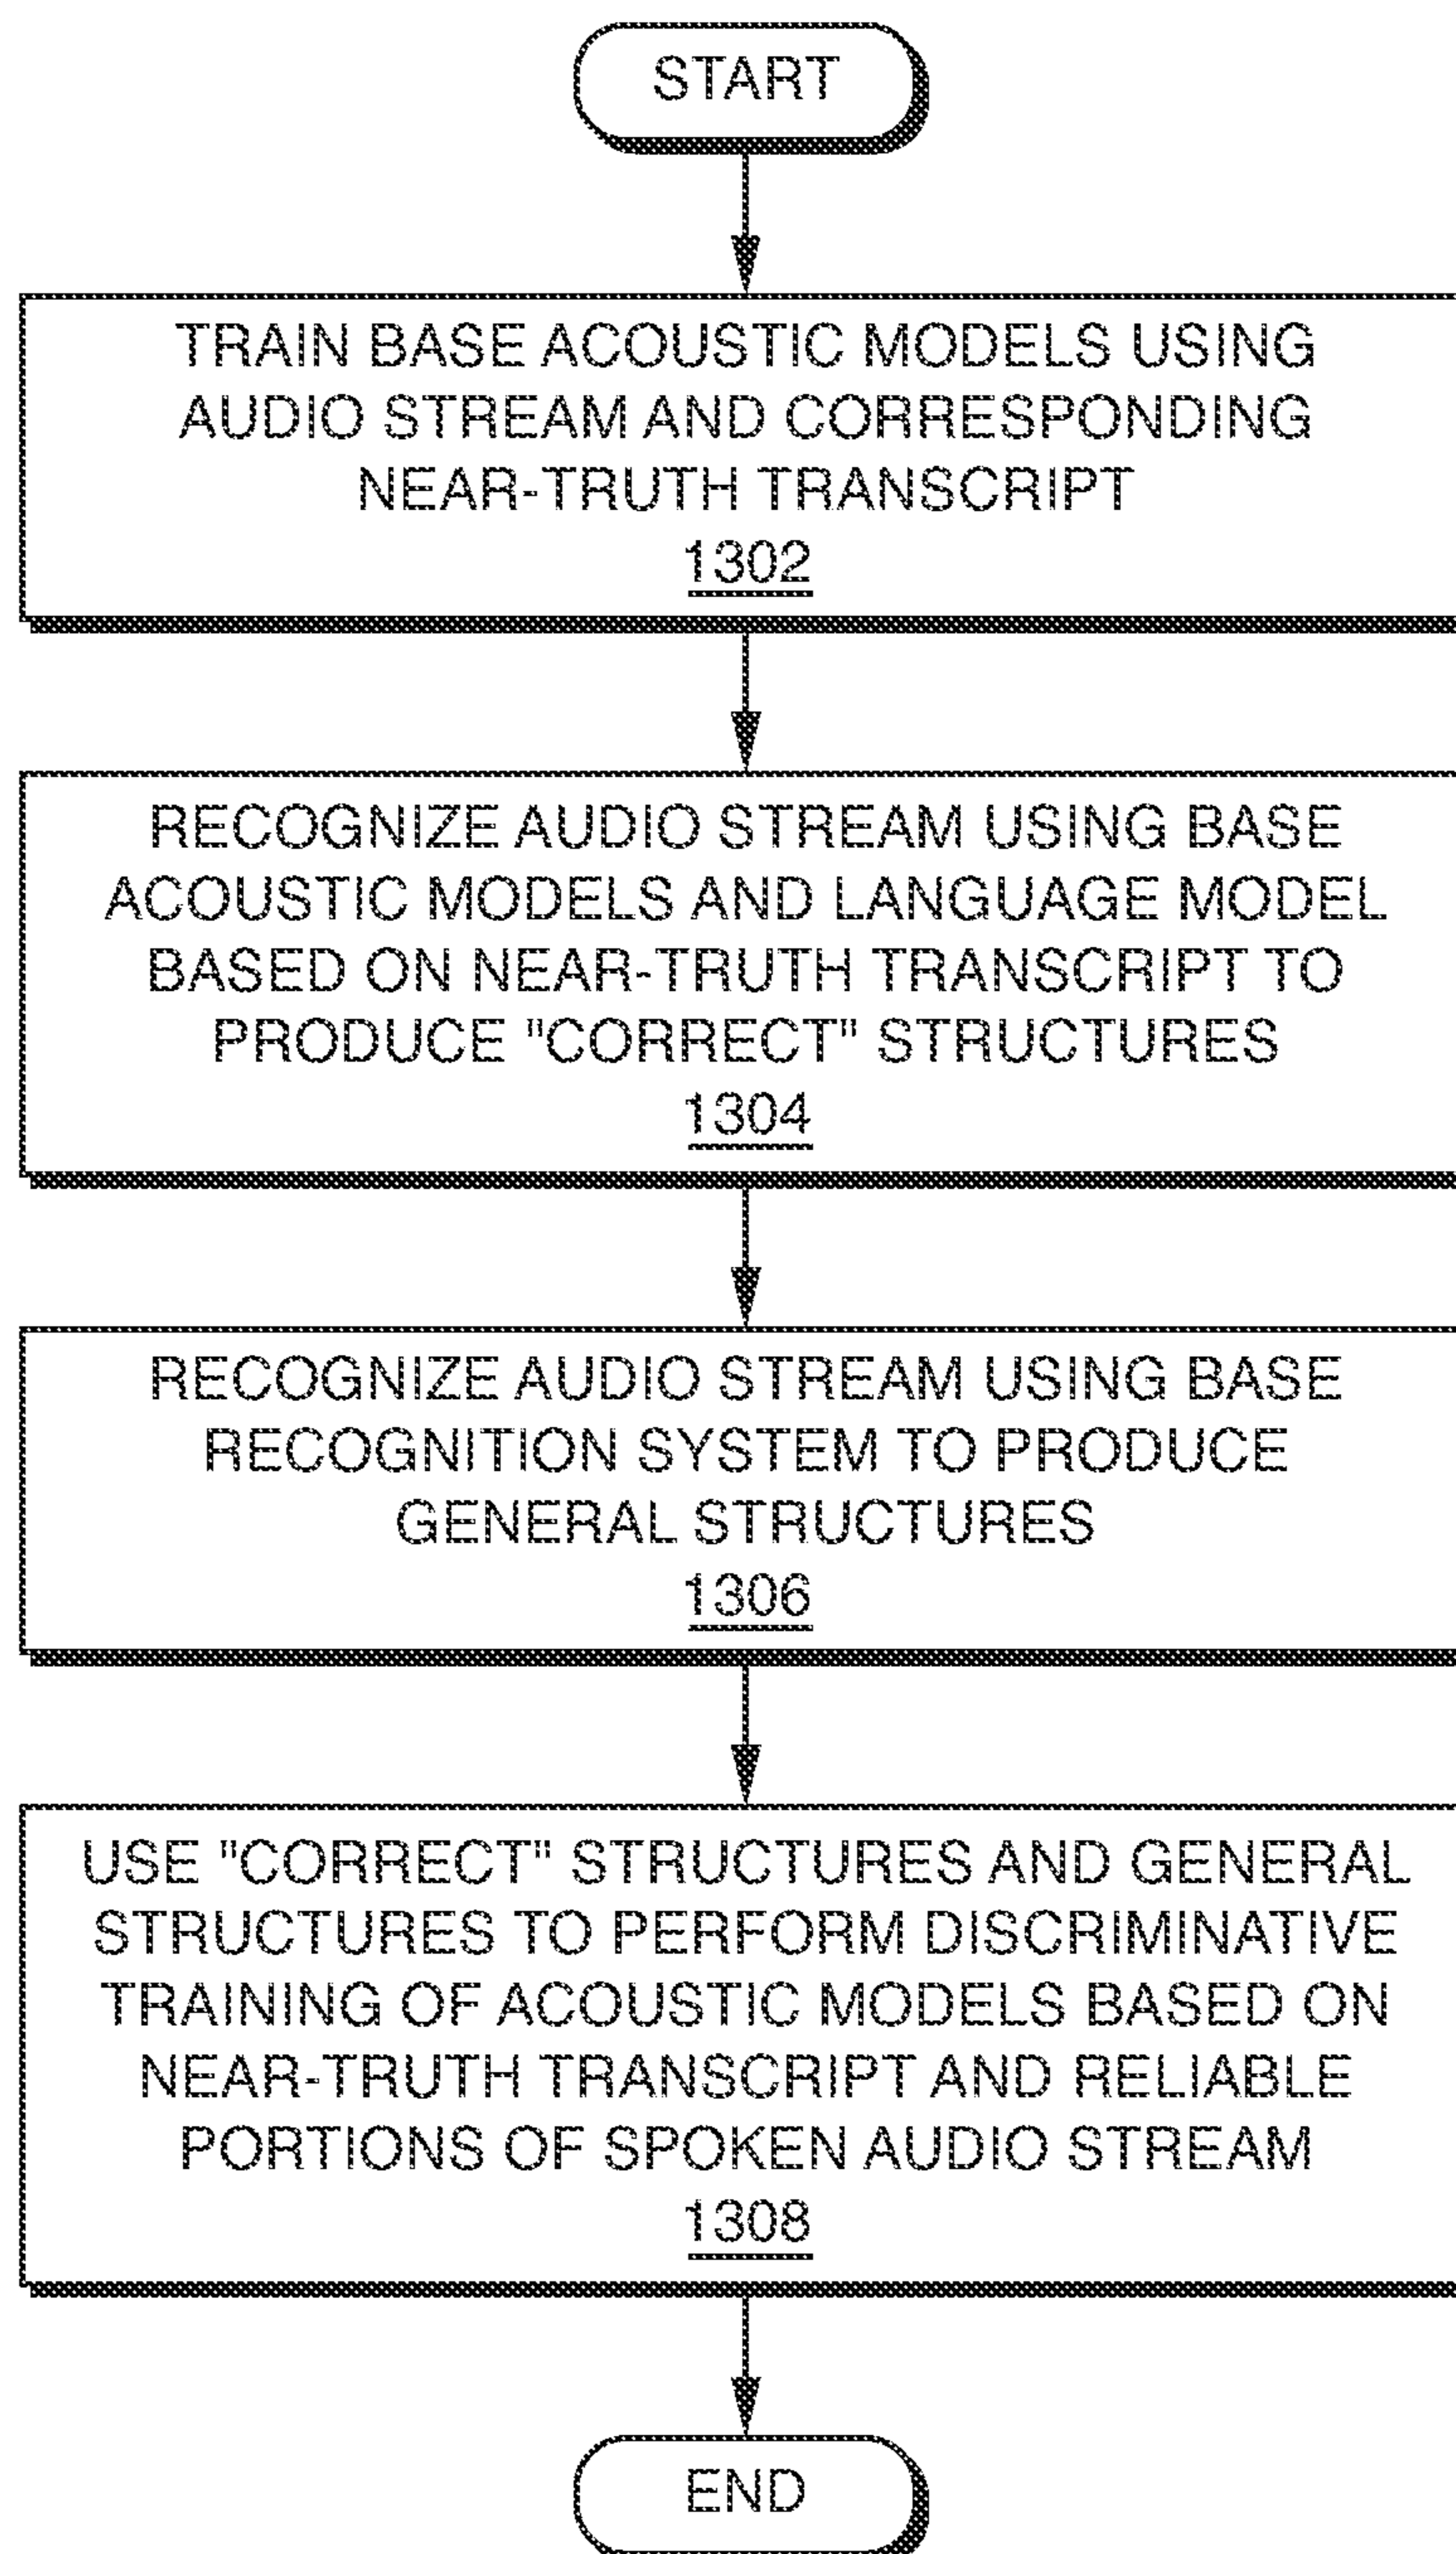 START
TRAIN BASE ACOUSTIC MODELS USING
AUDIO STREAM AND CORRESPONDING
NEAR-TRUTH TRANSCRIPT
1302
RECOGNIZE AUDIO STREAM USING BASE
ACOUSTIC MODELS AND LANGUAGE MODEL
BASED ON NEAR-TRUTH TRANSCRIPT TO
PRODUCE "CORRECT" STRUCTURES
1304
RECOGNIZE AUDIO STREAM USING BASE
RECOGNITION SYSTEM TO PRODUCE
GENERAL STRUCTURES
1306
USE "CORRECT" STRUCTURES AND GENERAL
STRUCTURES TO PERFORM DISCRIMINATIVE
TRAINING OF ACOUSTIC MODELS BASED ON
NEAR-TRUTH TRANSCRIPT AND RELIABLE
PORTIONS OF SPOKEN AUDIO STREAM
1308
END